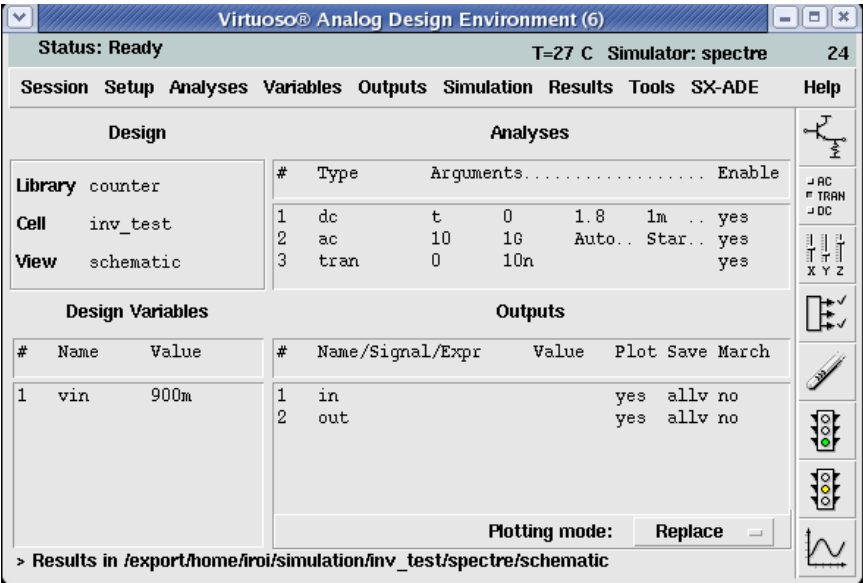 Virtuoso® Analog Design Environment (6)
Status: Ready T=27 C Simulator: spectre 24
Session Setup Analyses Variables Outputs Simulation Results Tools SX-ADE Help
Design
Library counter
Cell inv_test
View schematic
Analyses
# Type Arguments................... Enable
1 dc t 0 1.8 1m .. yes
2 ac 10 1G Auto.. Star.. yes
3 tran 0 10n yes
Design Variables
# Name Value
1 vin 900m
Outputs
# Name/Signal/Expr Value Plot Save March
1 in yes allv no
2 out yes allv no
Plotting mode: Replace
> Results in /export/home/iroi/simulation/inv_test/spectre/schematic
AC
TRAN
DC
X Y Z